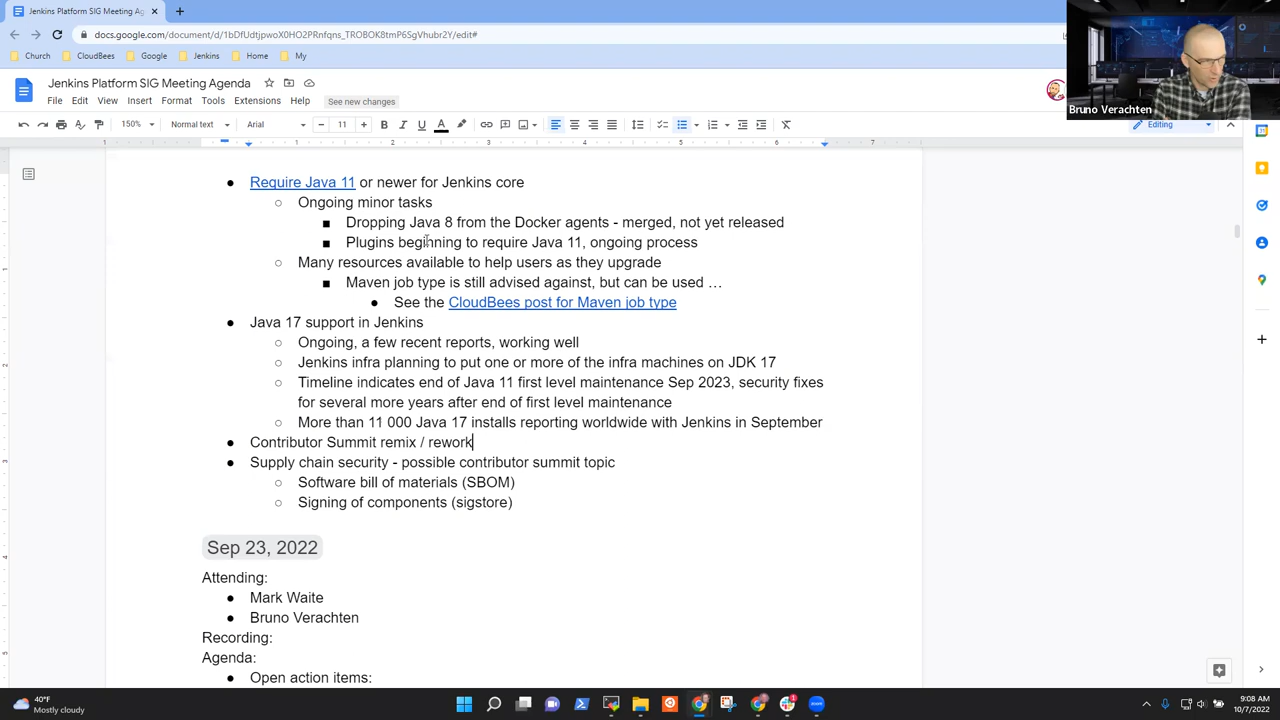 Jenkins Platform SIG Meeting Ag
docs.google.com/document/d/1bDfUdtjpwoX0HO2PRnfqns_TROBOK8tmP6SgVhubr2Y/edit#
Church CloudBees Google Jenkins Home
Jenkins Platform SIG Meeting Agenda
File Edit View Insert Format Tools Extensions Help See new changes
Bruno Verachten
150% Normal text Arial 11 Editing
1 1 2 3 4 5 6 7
Require Java 11 or newer for Jenkins core
Ongoing minor tasks
Dropping Java 8 from the Docker agents - merged, not yet released
Plugins beginning to require Java 11, ongoing process
Many resources available to help users as they upgrade
Maven job type is still advised against, but can be used …
See the CloudBees post for Maven job type
Java 17 support in Jenkins
Ongoing, a few recent reports, working well
Jenkins infra planning to put one or more of the infra machines on JDK 17
Timeline indicates end of Java 11 first level maintenance Sep 2023, security fixes
for several more years after end of first level maintenance
More than 11 000 Java 17 installs reporting worldwide with Jenkins in September
Contributor Summit remix / rework
Supply chain security - possible contributor summit topic
Software bill of materials (SBOM)
Signing of components (sigstore)
Sep 23, 2022
Attending:
Mark Waite
Bruno Verachten
Recording:
Agenda:
Open action items:
40°F
Mostly cloudy
9:08 AM
10/7/2022